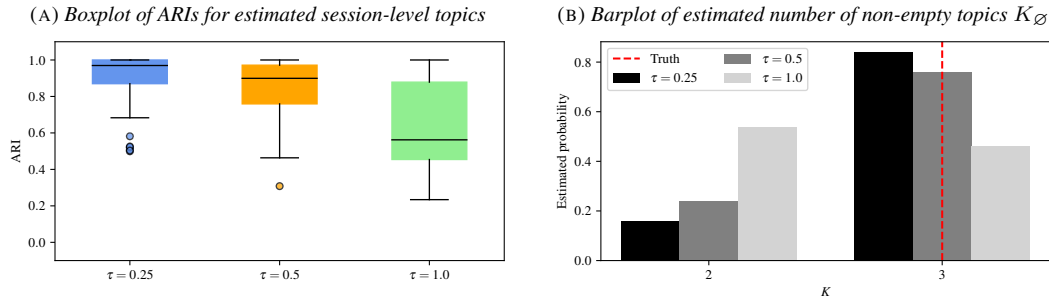 (A) Boxplot of ARIs for estimated session-level topics
1.0
0.8
0.6
0.4
0.2
0.0
ARI
τ = 0.25
τ = 0.5
τ = 1.0
(B) Barplot of estimated number of non-empty topics K∅
0.8
0.6
0.4
0.2
0.0
Estimated probability
Truth
τ = 0.25
τ = 0.5
τ = 1.0
2
3
K